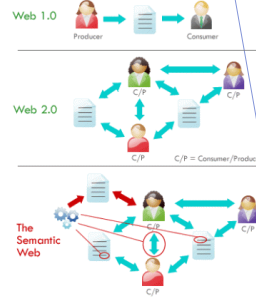 Web 1.0
Producer
Consumer
Web 2.0
C/P
C/P
C/P
C/P = Consumer/Produc
The
Semantic
Web
C/P
C/P
C/P